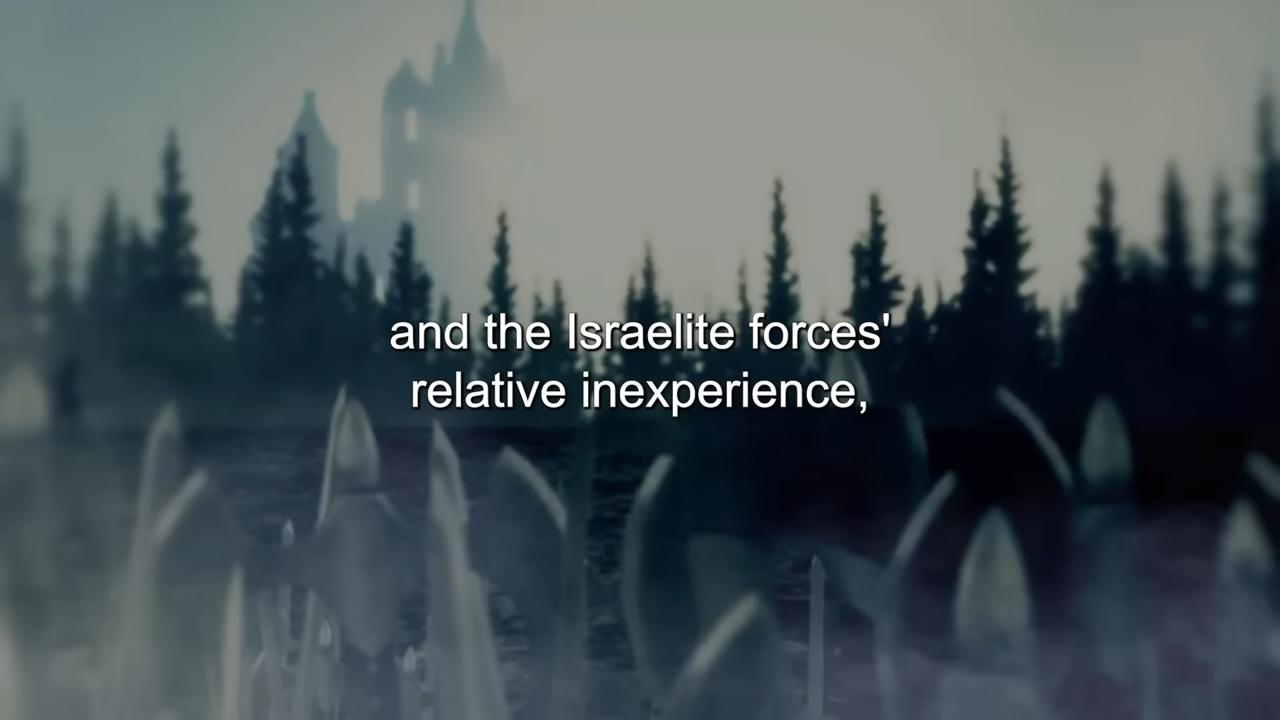 and the Israelite forces'
relative inexperience,